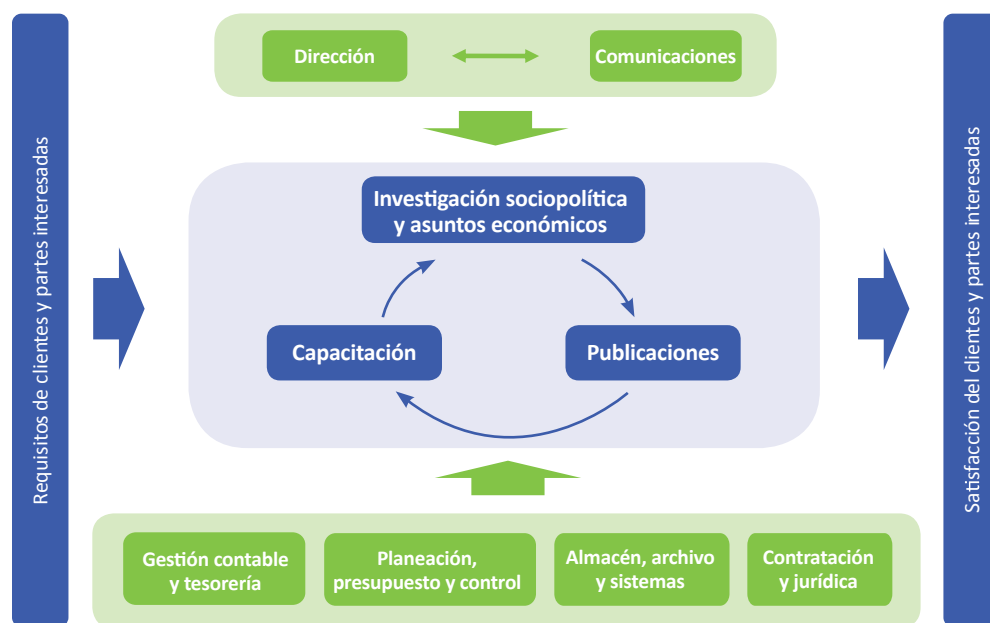 Requisitos de clientes y partes interesadas
Dirección
Comunicaciones
Investigación sociopolítica
y asuntos económicos
Capacitación
Publicaciones
Gestión contable
y tesorería
Planeación,
presupuesto y control
Almacén, archivo
y sistemas
Contratación
y jurídica
Satisfacción del clientes y partes interesadas